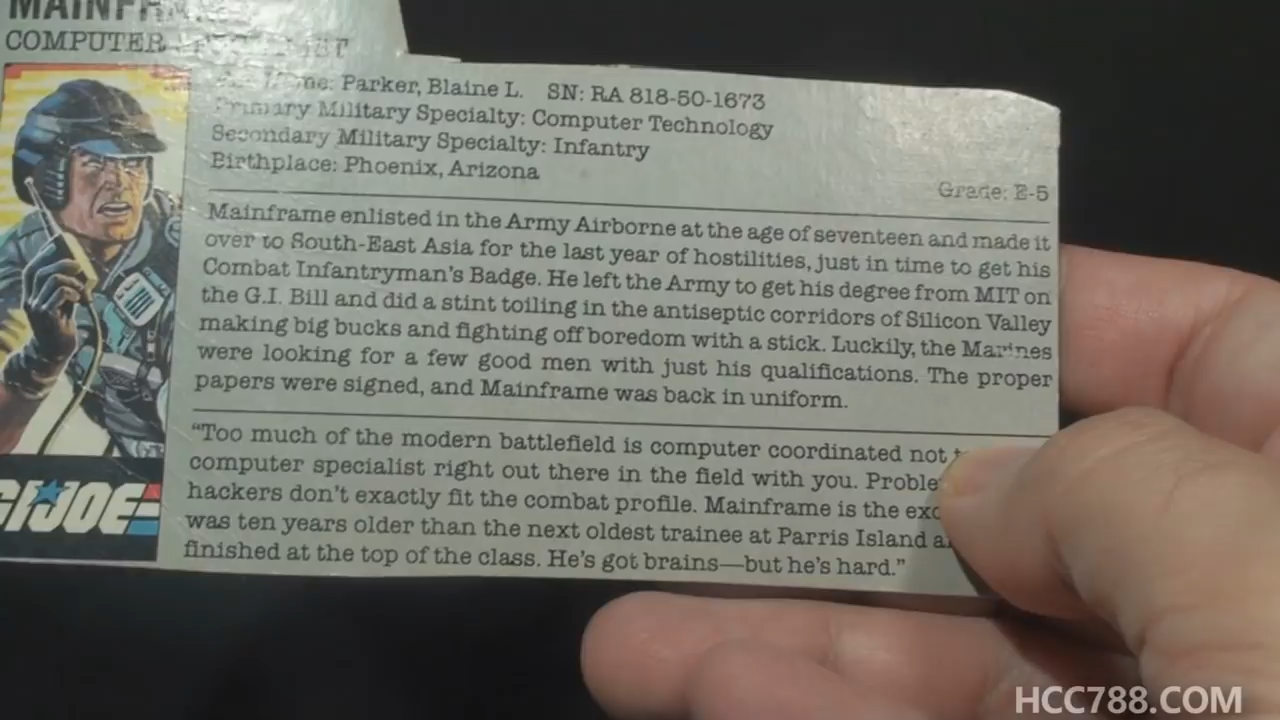 MAINFRAME
COMPUTER SPECIALIST
File Name: Parker, Blaine L. SN: RA 818-50-1673
Primary Military Specialty: Computer Technology
Secondary Military Specialty: Infantry
Birthplace: Phoenix, Arizona
Grade: E-5
Mainframe enlisted in the Army Airborne at the age of seventeen and made it
over to South-East Asia for the last year of hostilities, just in time to get his
Combat Infantryman's Badge. He left the Army to get his degree from MIT on
the G.I. Bill and did a stint toiling in the antiseptic corridors of Silicon Valley
making big bucks and fighting off boredom with a stick. Luckily, the Marines
were looking for a few good men with just his qualifications. The proper
papers were signed, and Mainframe was back in uniform.
"Too much of the modern battlefield is computer coordinated not
computer specialist right out there in the field with you.
hackers don't exactly fit the combat profile. Mainframe is the
was ten years older than the next oldest trainee at Parris Island
finished at the top of the class. He's got brains—but he's hard."
GI JOE
HCC788.COM